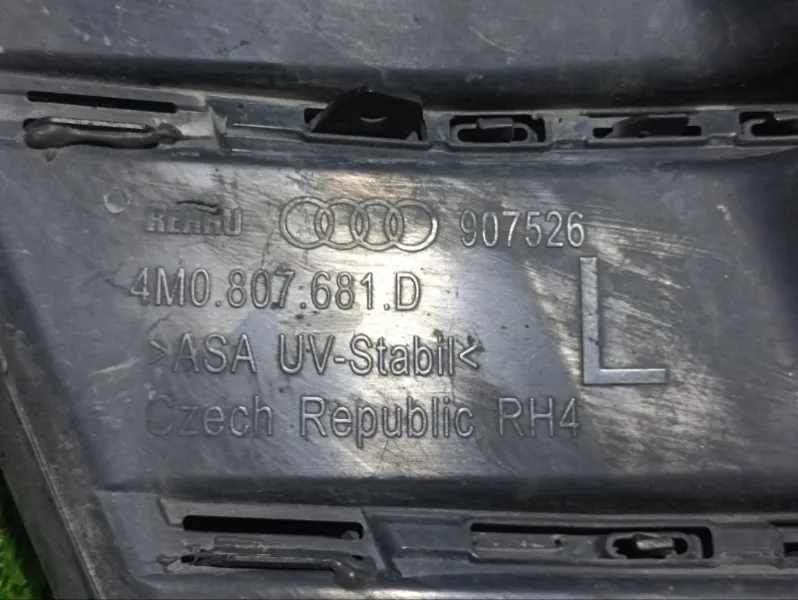 REHAU 907526
4M0.807.681.D
>ASA UV-Stabil<
L
Czech Republic RH4